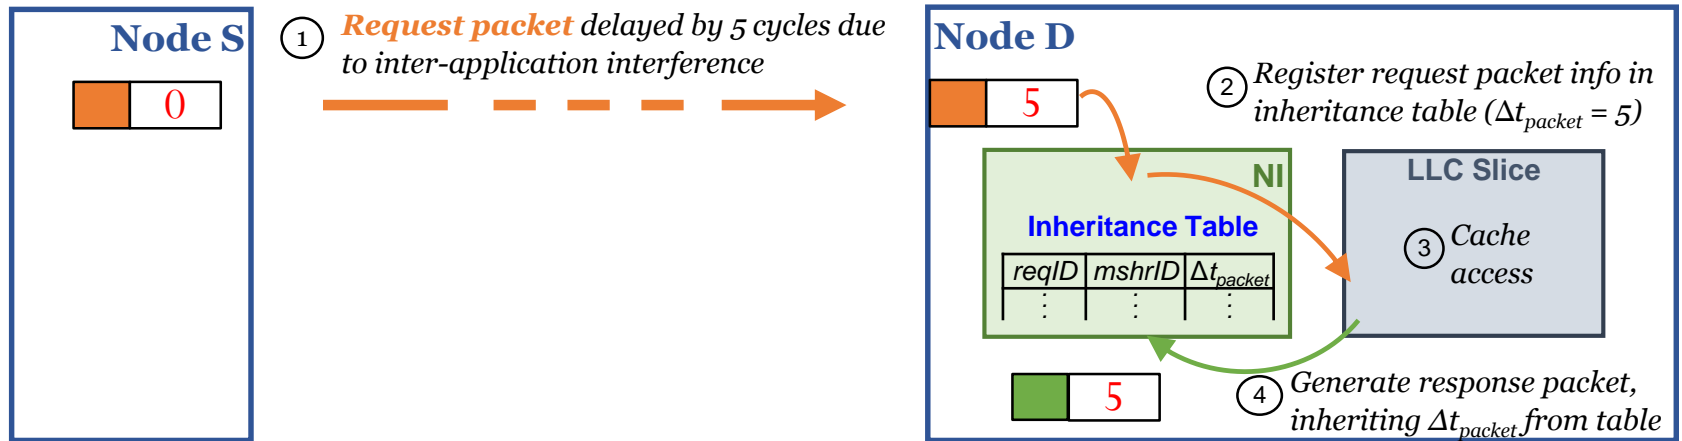 Node S
0
1 Request packet delayed by 5 cycles due
to inter-application interference
Node D
5
2 Register request packet info in
inheritance table (Δtpacket = 5)
NI
Inheritance Table
reqID mshrID Δtpacket
⋮ ⋮ ⋮
LLC Slice
3 Cache
access
5
4 Generate response packet,
inheriting Δtpacket from table